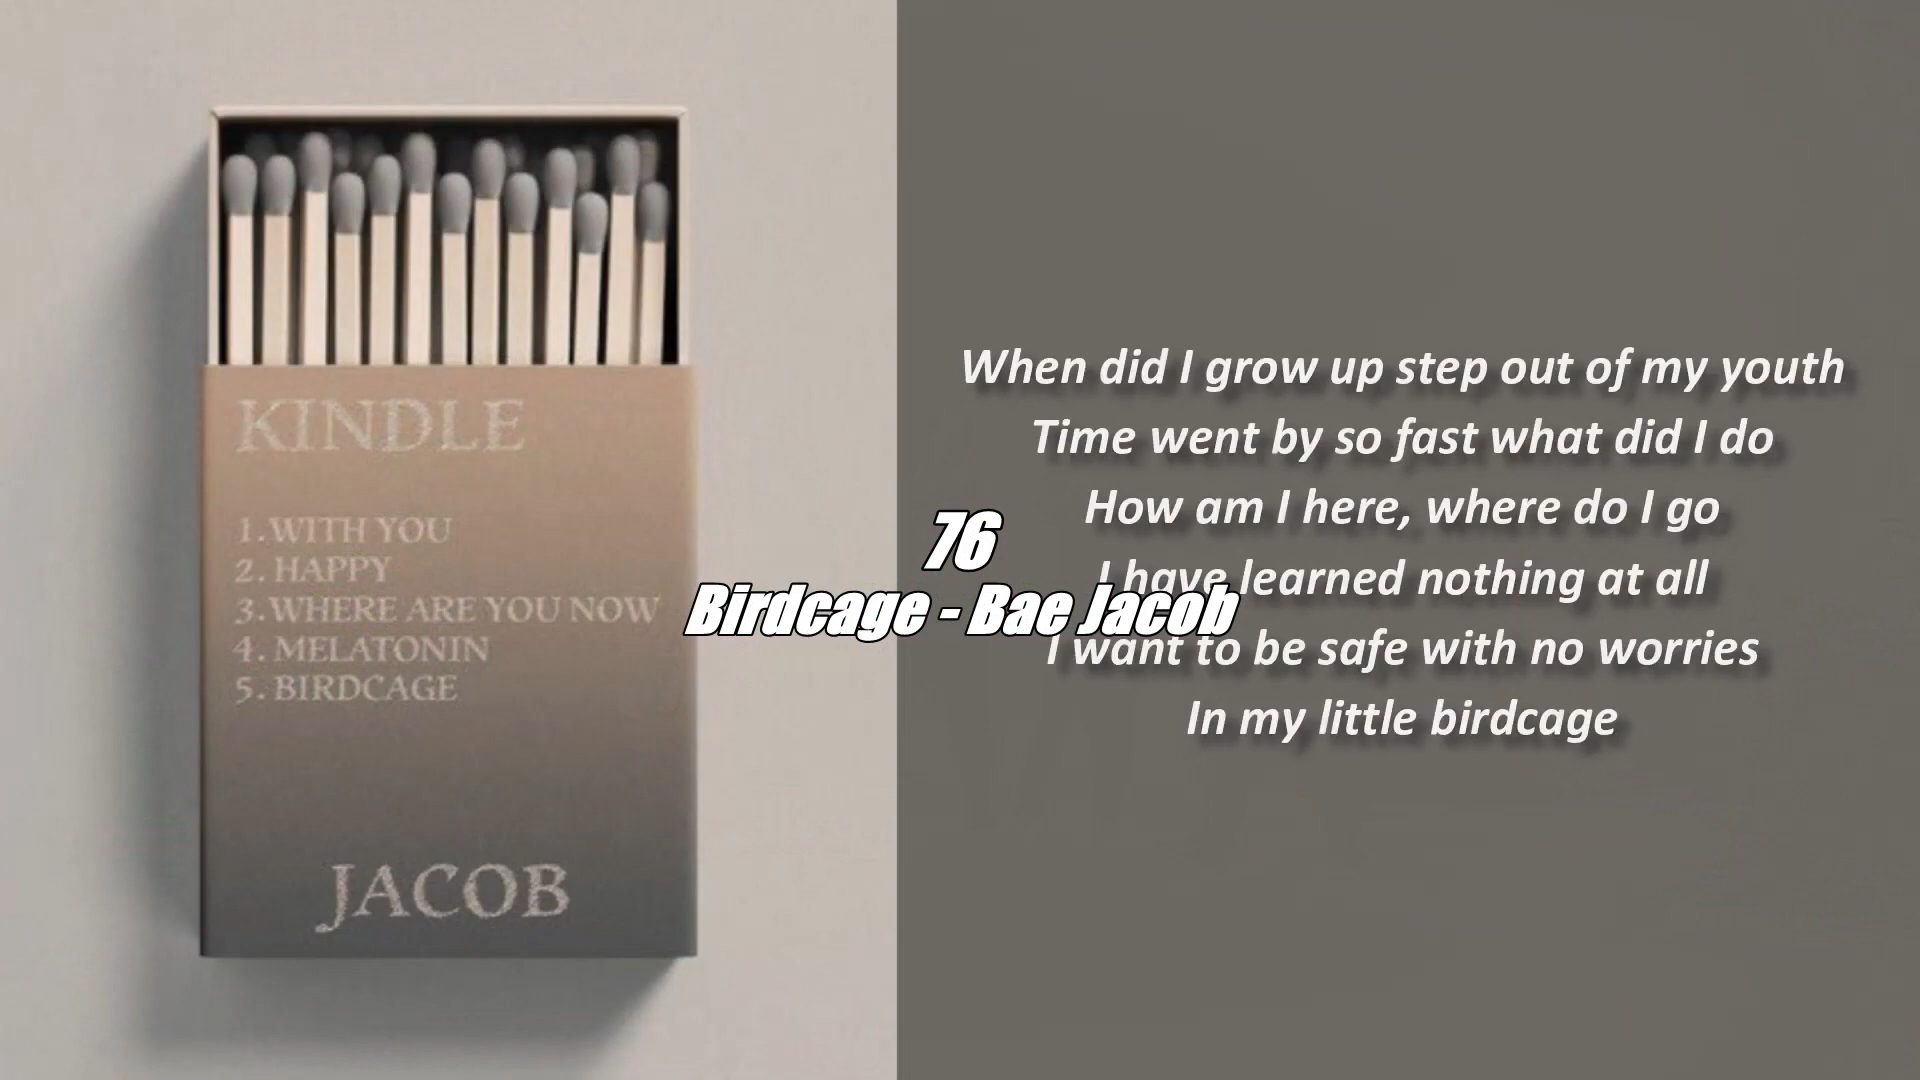 KINDLE
1.WITH YOU
2. HAPPY
3.WHERE ARE YOU NOW
4. MELATONIN
5. BIRDCAGE
JACOB
76
Birdcage - Bae Jacob
When did I grow up step out of my youth
Time went by so fast what did I do
How am I here, where do I go
I have learned nothing at all
I want to be safe with no worries
In my little birdcage